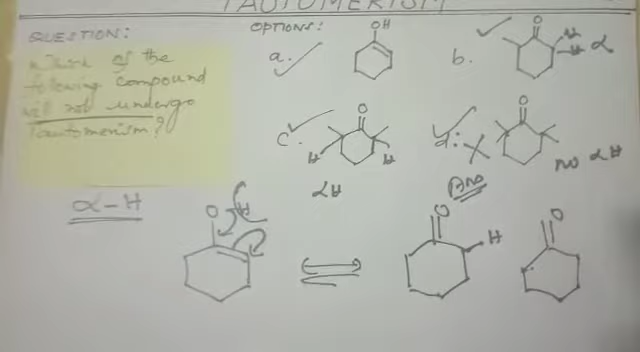 TAUTOMERISM
QUESTION:
OPTIONS:
which of the
following compound
will not undergo
tautomerism?
a.
OH
b.
O
H
H
α
c.
O
H
H
αH
d.
O
no αH
Ans
α-H
O
H
O
H
O